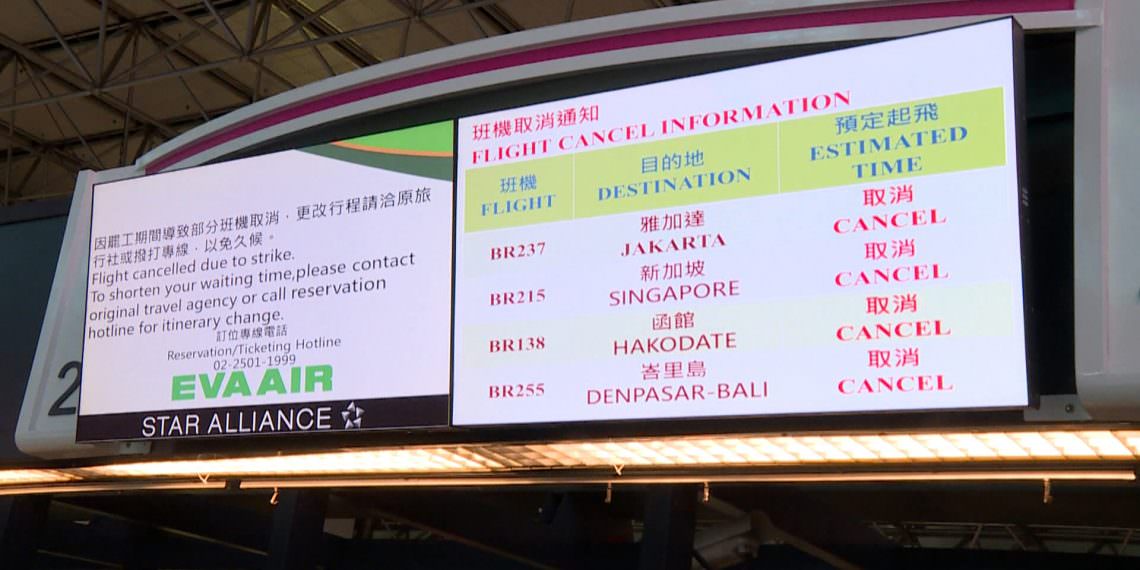 因罷工期間導致部分班機取消，更改行程請洽原旅
行社或撥打專線，以免久候。
Flight cancelled due to strike.
To shorten your waiting time,please contact
original travel agency or call reservation
hotline for itinerary change.
訂位專線電話
Reservation/Ticketing Hotline
02-2501-1999
EVA AIR
STAR ALLIANCE
2
班機取消通知
FLIGHT CANCEL INFORMATION
班機
FLIGHT
目的地
DESTINATION
預定起飛
ESTIMATED
TIME
BR237
雅加達
JAKARTA
取消
CANCEL
BR215
新加坡
SINGAPORE
取消
CANCEL
BR138
函館
HAKODATE
取消
CANCEL
BR255
峇里島
DENPASAR-BALI
取消
CANCEL